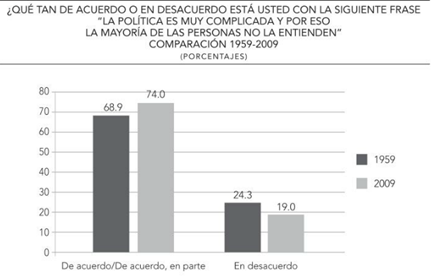 ¿QUÉ TAN DE ACUERDO O EN DESACUERDO ESTÁ USTED CON LA SIGUIENTE FRASE
"LA POLÍTICA ES MUY COMPLICADA Y POR ESO
LA MAYORÍA DE LAS PERSONAS NO LA ENTIENDEN"
COMPARACIÓN 1959-2009
(PORCENTAJES)
80
70
60
50
40
30
20
10
0
68.9
74.0
24.3
19.0
De acuerdo/De acuerdo, en parte
En desacuerdo
1959
2009